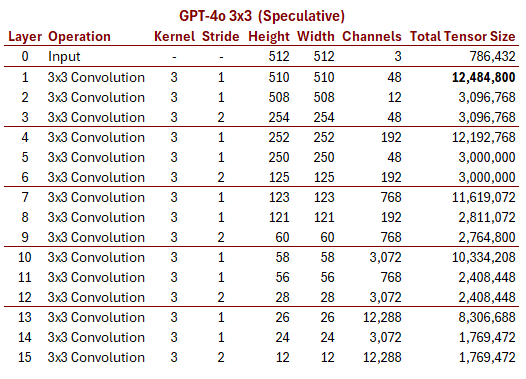 GPT-4o 3x3 (Speculative)
Layer Operation Kernel Stride Height Width Channels Total Tensor Size
0 Input - - 512 512 3 786,432
1 3x3 Convolution 3 1 510 510 48 12,484,800
2 3x3 Convolution 3 1 508 508 12 3,096,768
3 3x3 Convolution 3 2 254 254 48 3,096,768
4 3x3 Convolution 3 1 252 252 192 12,192,768
5 3x3 Convolution 3 1 250 250 48 3,000,000
6 3x3 Convolution 3 2 125 125 192 3,000,000
7 3x3 Convolution 3 1 123 123 768 11,619,072
8 3x3 Convolution 3 1 121 121 192 2,811,072
9 3x3 Convolution 3 2 60 60 768 2,764,800
10 3x3 Convolution 3 1 58 58 3,072 10,334,208
11 3x3 Convolution 3 1 56 56 768 2,408,448
12 3x3 Convolution 3 2 28 28 3,072 2,408,448
13 3x3 Convolution 3 1 26 26 12,288 8,306,688
14 3x3 Convolution 3 1 24 24 3,072 1,769,472
15 3x3 Convolution 3 2 12 12 12,288 1,769,472